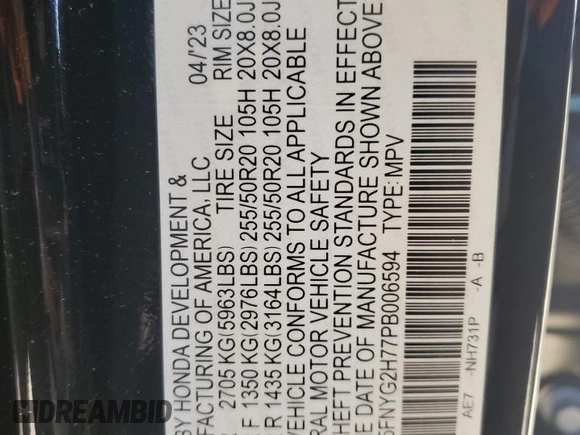 BY HONDA DEVELOPMENT &
MANUFACTURING OF AMERICA, LLC 04/'23
2705 KG(5963LBS) TIRE SIZE RIM SIZE
F 1350 KG(2976LBS) 255/50R20 105H 20X8.0J
R 1435 KG(3164LBS) 255/50R20 105H 20X8.0J
VEHICLE CONFORMS TO ALL APPLICABLE
RAL MOTOR VEHICLE SAFETY
THEFT PREVENTION STANDARDS IN EFFECT
E DATE OF MANUFACTURE SHOWN ABOVE
5FNYG2H77PB006594 TYPE: MPV
AE7 -NH731P -A -B
DREAMBID